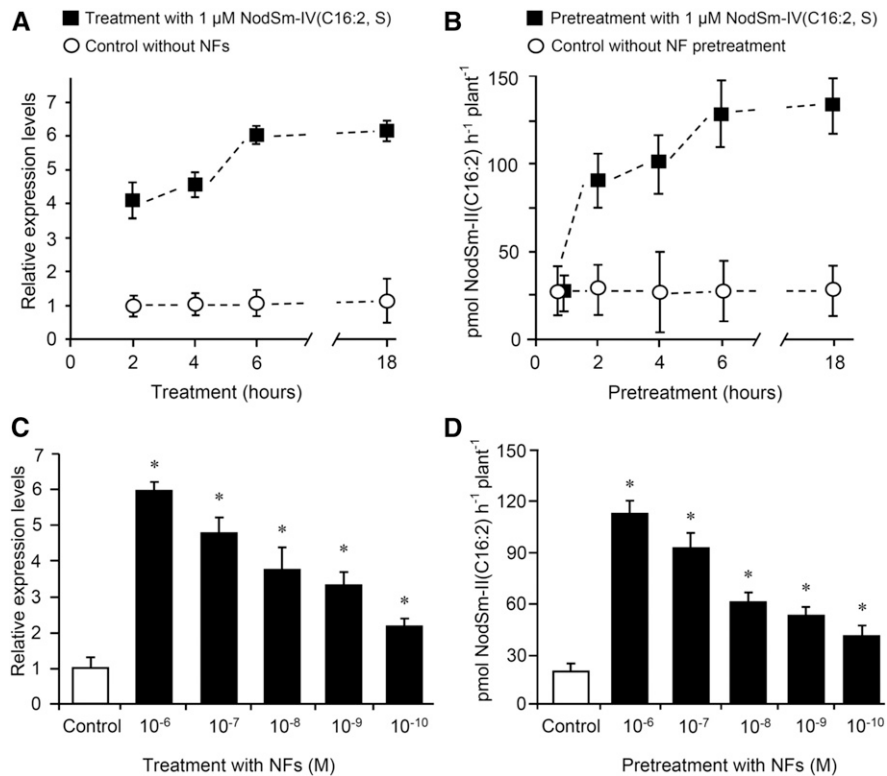 A
■ Treatment with 1 µM NodSm-IV(C16:2, S)
○ Control without NFs
Relative expression levels
7
6
5
4
3
2
1
0
0 2 4 6 18
Treatment (hours)
B
■ Pretreatment with 1 µM NodSm-IV(C16:2, S)
○ Control without NF pretreatment
pmol NodSm-II(C16:2) h⁻¹ plant⁻¹
150
100
50
0
0 2 4 6 18
Pretreatment (hours)
C
Relative expression levels
7
6
5
4
3
2
1
0
* * * * *
Control 10⁻⁶ 10⁻⁷ 10⁻⁸ 10⁻⁹ 10⁻¹⁰
Treatment with NFs (M)
D
pmol NodSm-II(C16:2) h⁻¹ plant⁻¹
150
120
90
60
30
0
* * * * *
Control 10⁻⁶ 10⁻⁷ 10⁻⁸ 10⁻⁹ 10⁻¹⁰
Pretreatment with NFs (M)